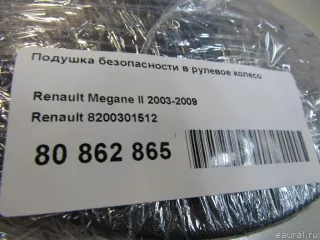 Подушка безопасности в рулевое колесо
Renault Megane II 2003-2009
Renault 8200301512
80 862 865
eaural.ru